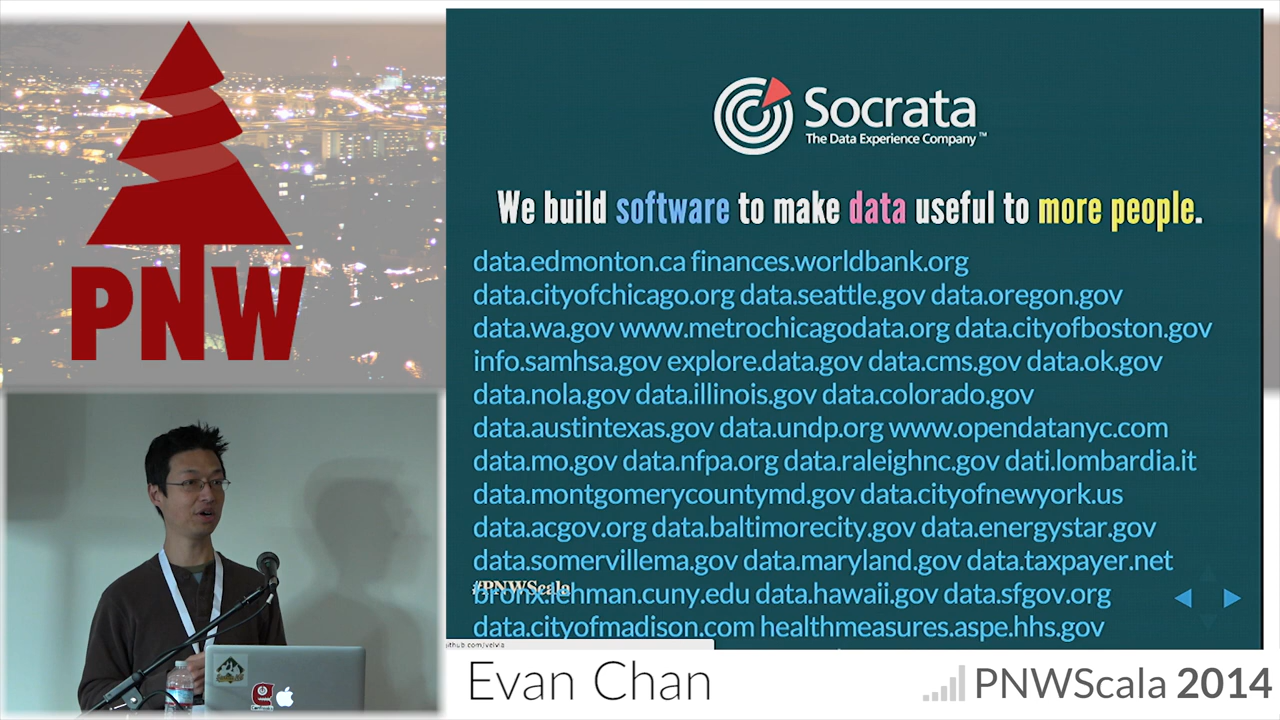 PNW
Socrata
The Data Experience Company™
We build software to make data useful to more people.
data.edmonton.ca finances.worldbank.org
data.cityofchicago.org data.seattle.gov data.oregon.gov
data.wa.gov www.metrochicagodata.org data.cityofboston.gov
info.samhsa.gov explore.data.gov data.cms.gov data.ok.gov
data.nola.gov data.illinois.gov data.colorado.gov
data.austintexas.gov data.undp.org www.opendatanyc.com
data.mo.gov data.nfpa.org data.raleighnc.gov dati.lombardia.it
data.montgomerycountymd.gov data.cityofnewyork.us
data.acgov.org data.baltimorecity.gov data.energystar.gov
data.somervillema.gov data.maryland.gov data.taxpayer.net
#PNWScala
bronx.lehman.cuny.edu data.hawaii.gov data.sfgov.org
data.cityofmadison.com healthmeasures.aspe.hhs.gov
github.com/velvia
Evan Chan
PNWScala 2014